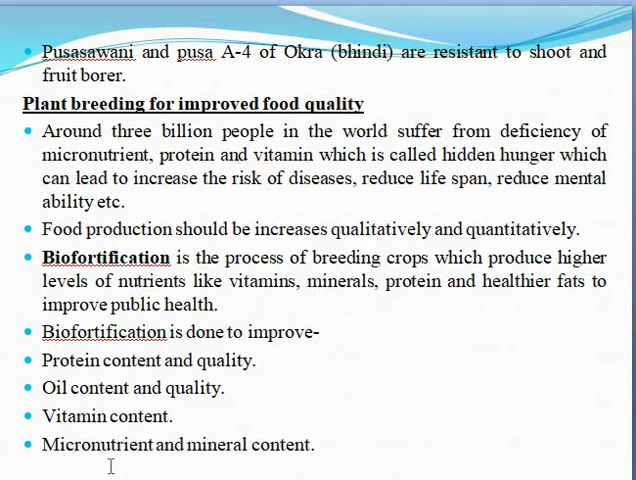 Pusasawani and pusa A-4 of Okra (bhindi) are resistant to shoot and
fruit borer.
Plant breeding for improved food quality
Around three billion people in the world suffer from deficiency of
micronutrient, protein and vitamin which is called hidden hunger which
can lead to increase the risk of diseases, reduce life span, reduce mental
ability etc.
Food production should be increases qualitatively and quantitatively.
Biofortification is the process of breeding crops which produce higher
levels of nutrients like vitamins, minerals, protein and healthier fats to
improve public health.
Biofortification is done to improve-
Protein content and quality.
Oil content and quality.
Vitamin content.
Micronutrient and mineral content.